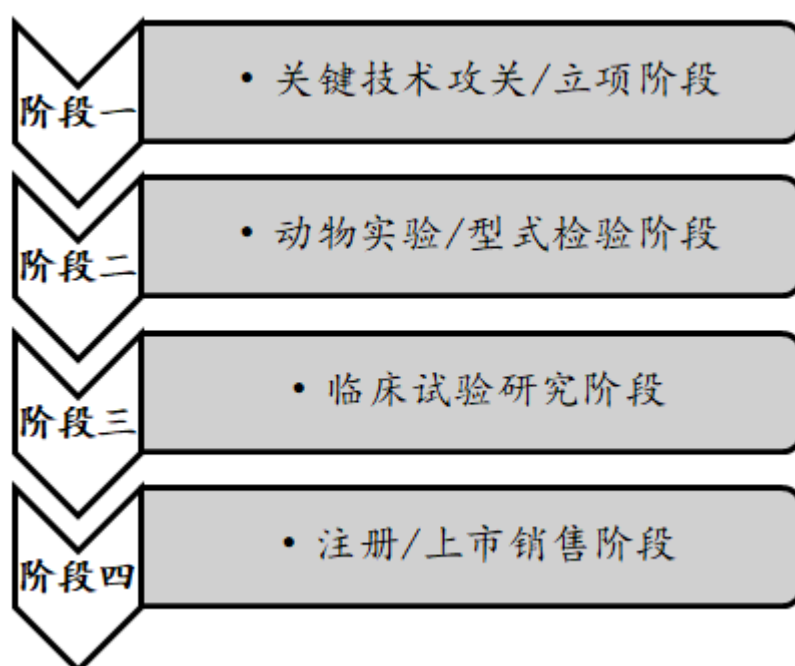 阶段一
• 关键技术攻关/立项阶段
阶段二
• 动物实验/型式检验阶段
阶段三
• 临床试验研究阶段
阶段四
• 注册/上市销售阶段